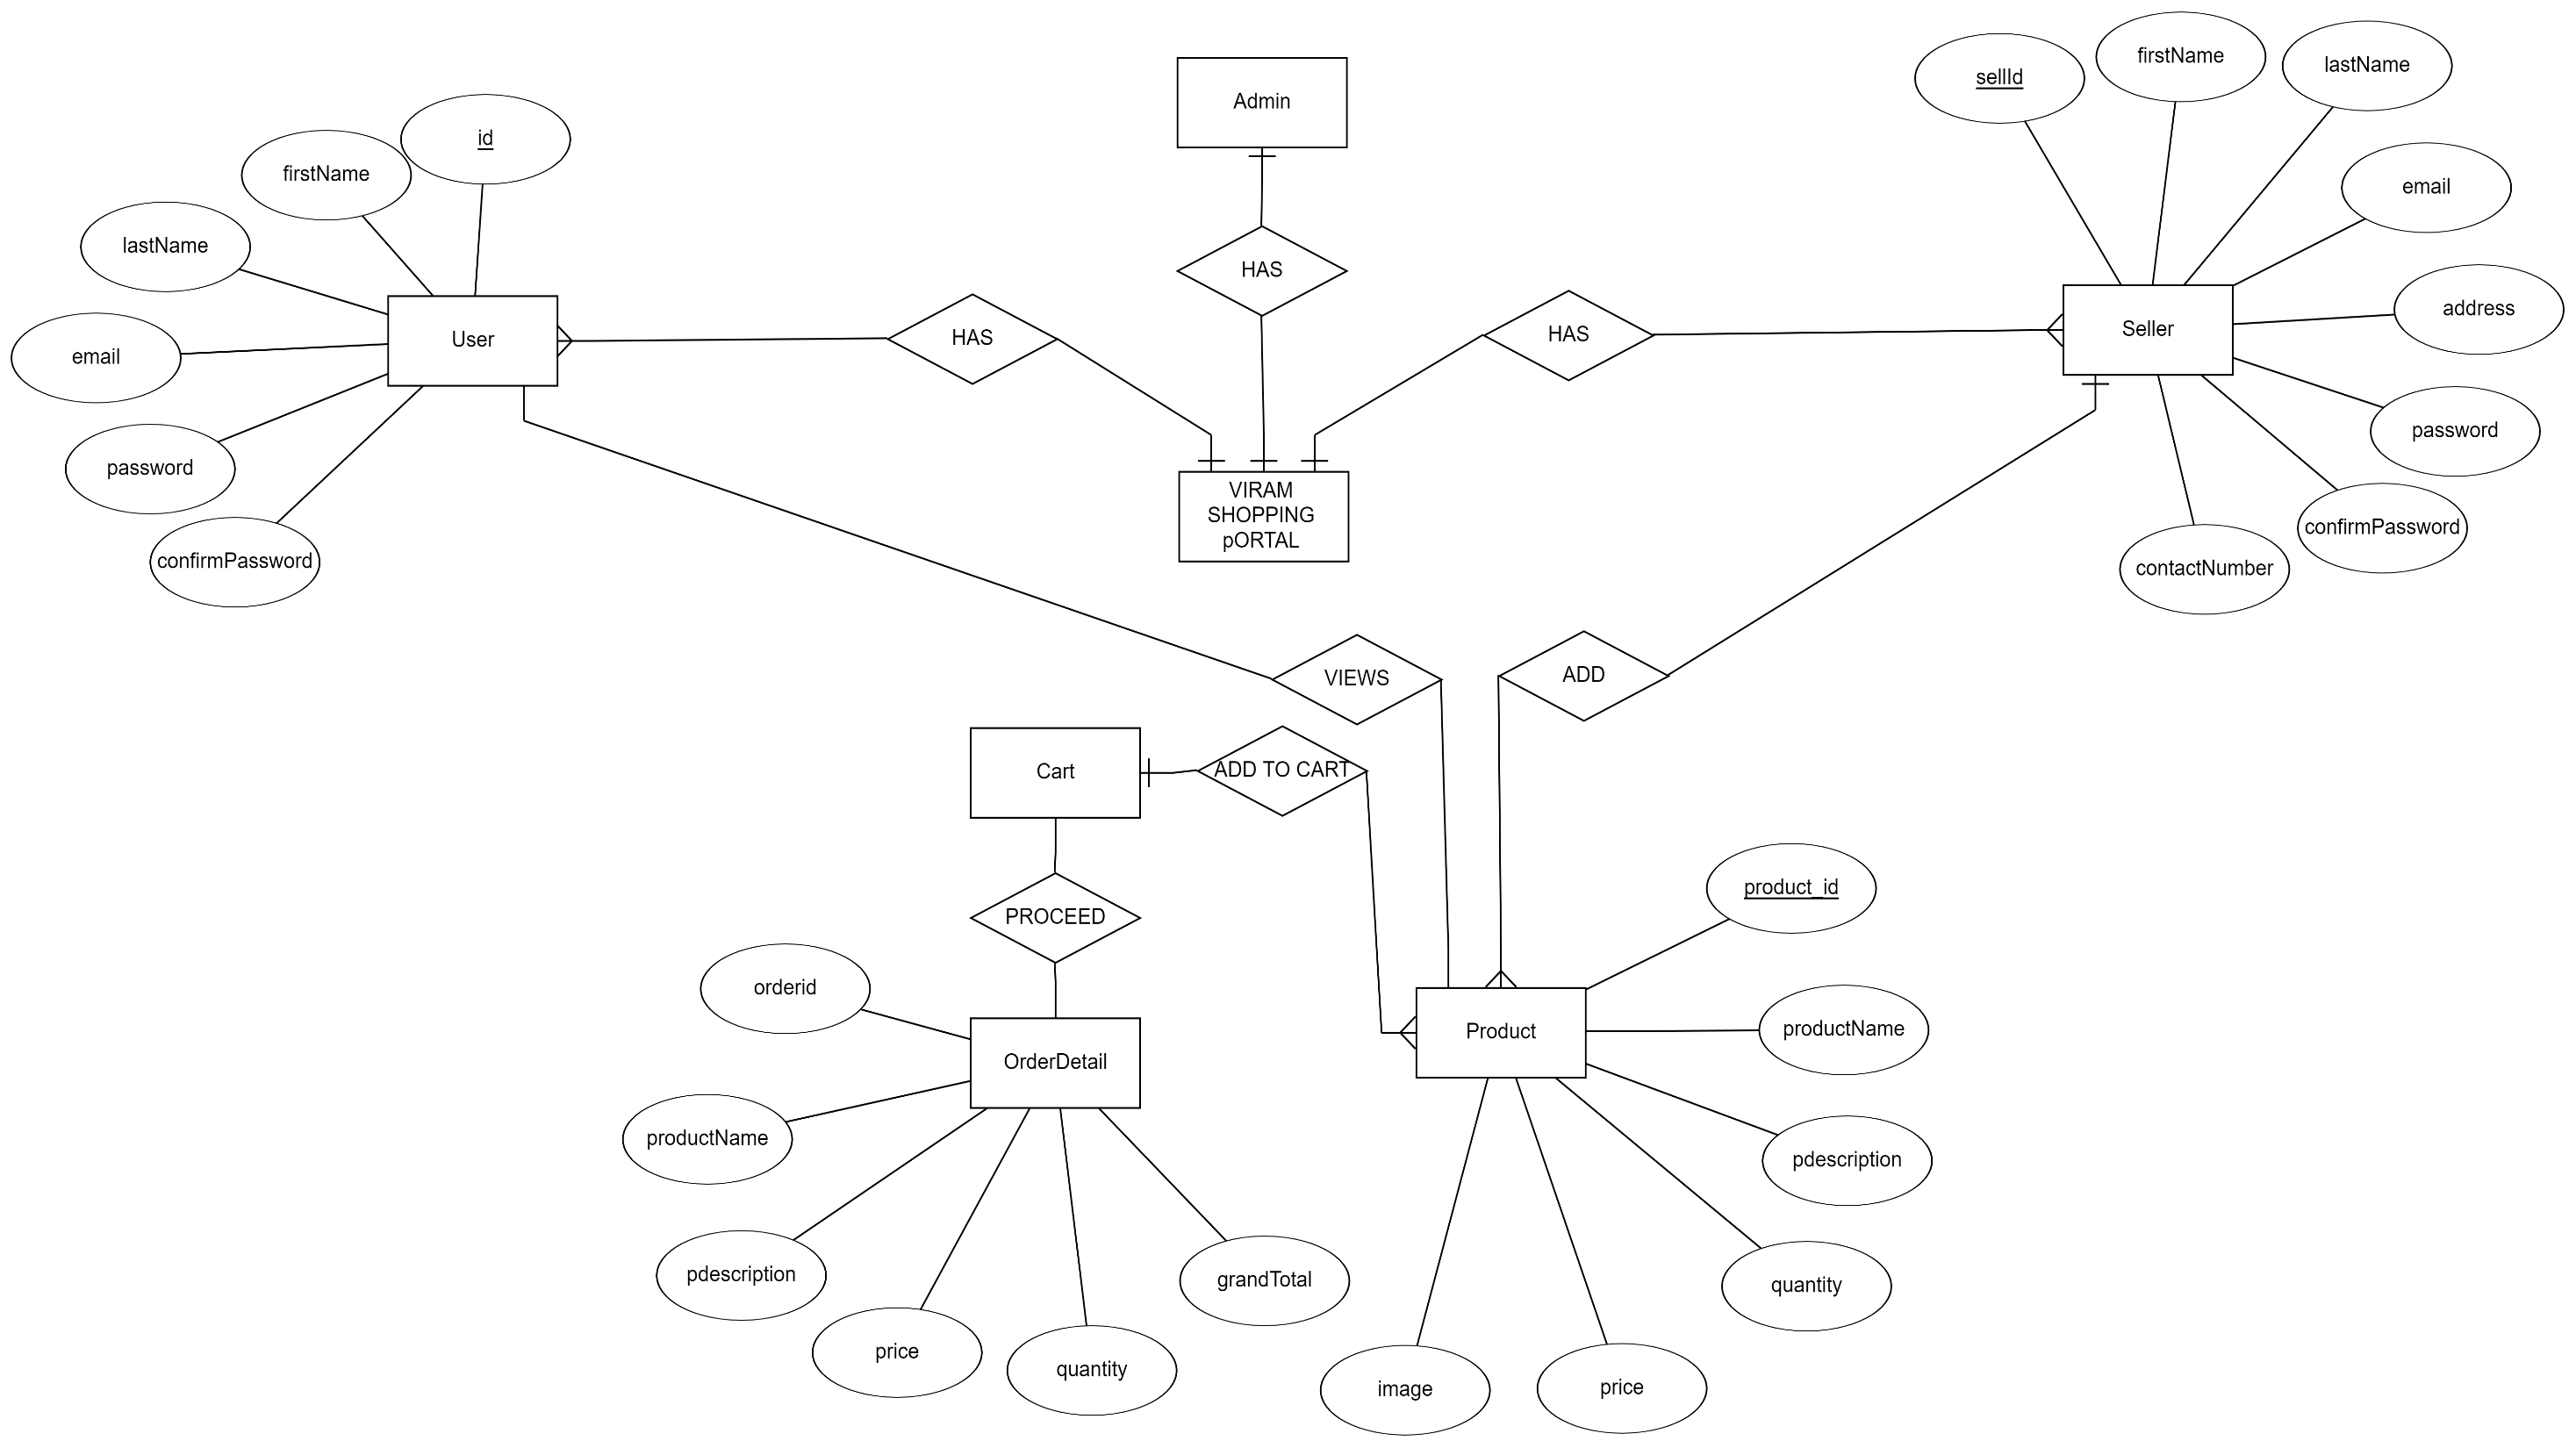 firstName
sellId
lastName
Admin
id
firstName
email
lastName
HAS
address
User
HAS
HAS
Seller
email
password
password
VIRAM
SHOPPING
pORTAL
confirmPassword
confirmPassword
contactNumber
VIEWS
ADD
Cart
ADD TO CART
product_id
PROCEED
orderid
productName
Product
OrderDetail
productName
pdescription
pdescription
grandTotal
quantity
price
quantity
image
price